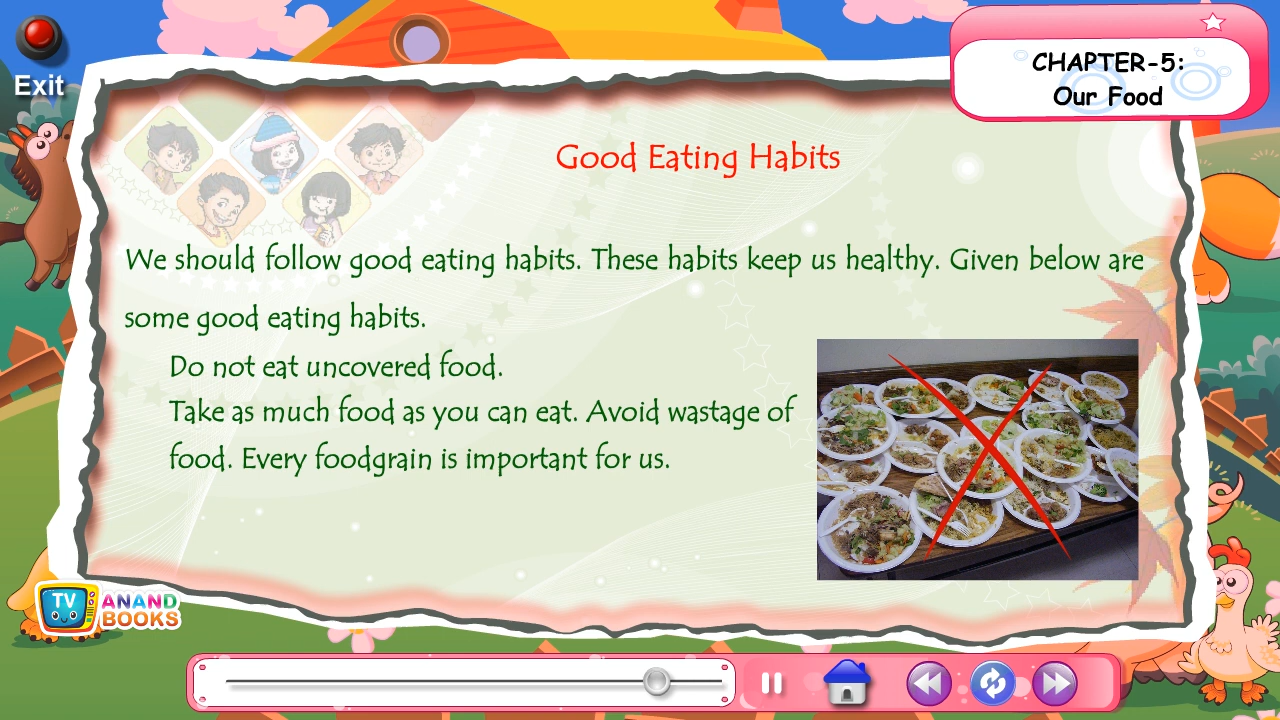 Exit
CHAPTER-5:
Our Food
Good Eating Habits
We should follow good eating habits. These habits keep us healthy. Given below are
some good eating habits.
Do not eat uncovered food.
Take as much food as you can eat. Avoid wastage of
food. Every foodgrain is important for us.
TV
ANAND
BOOKS